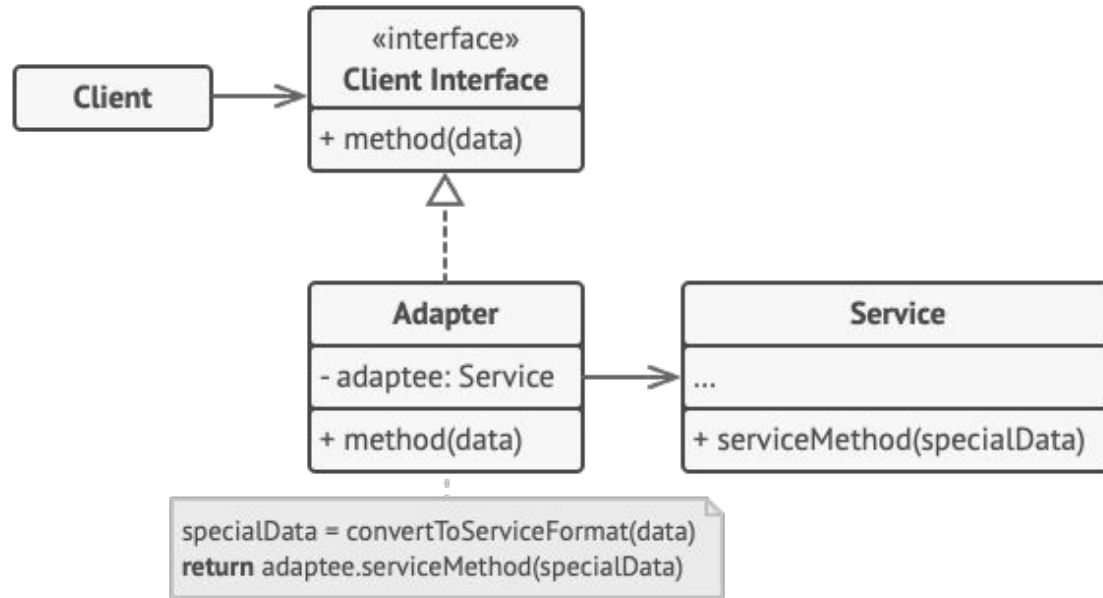 Client
«interface»
Client Interface
+ method(data)
Adapter
- adaptee: Service
+ method(data)
Service
...
+ serviceMethod(specialData)
specialData = convertToServiceFormat(data)
return adaptee.serviceMethod(specialData)